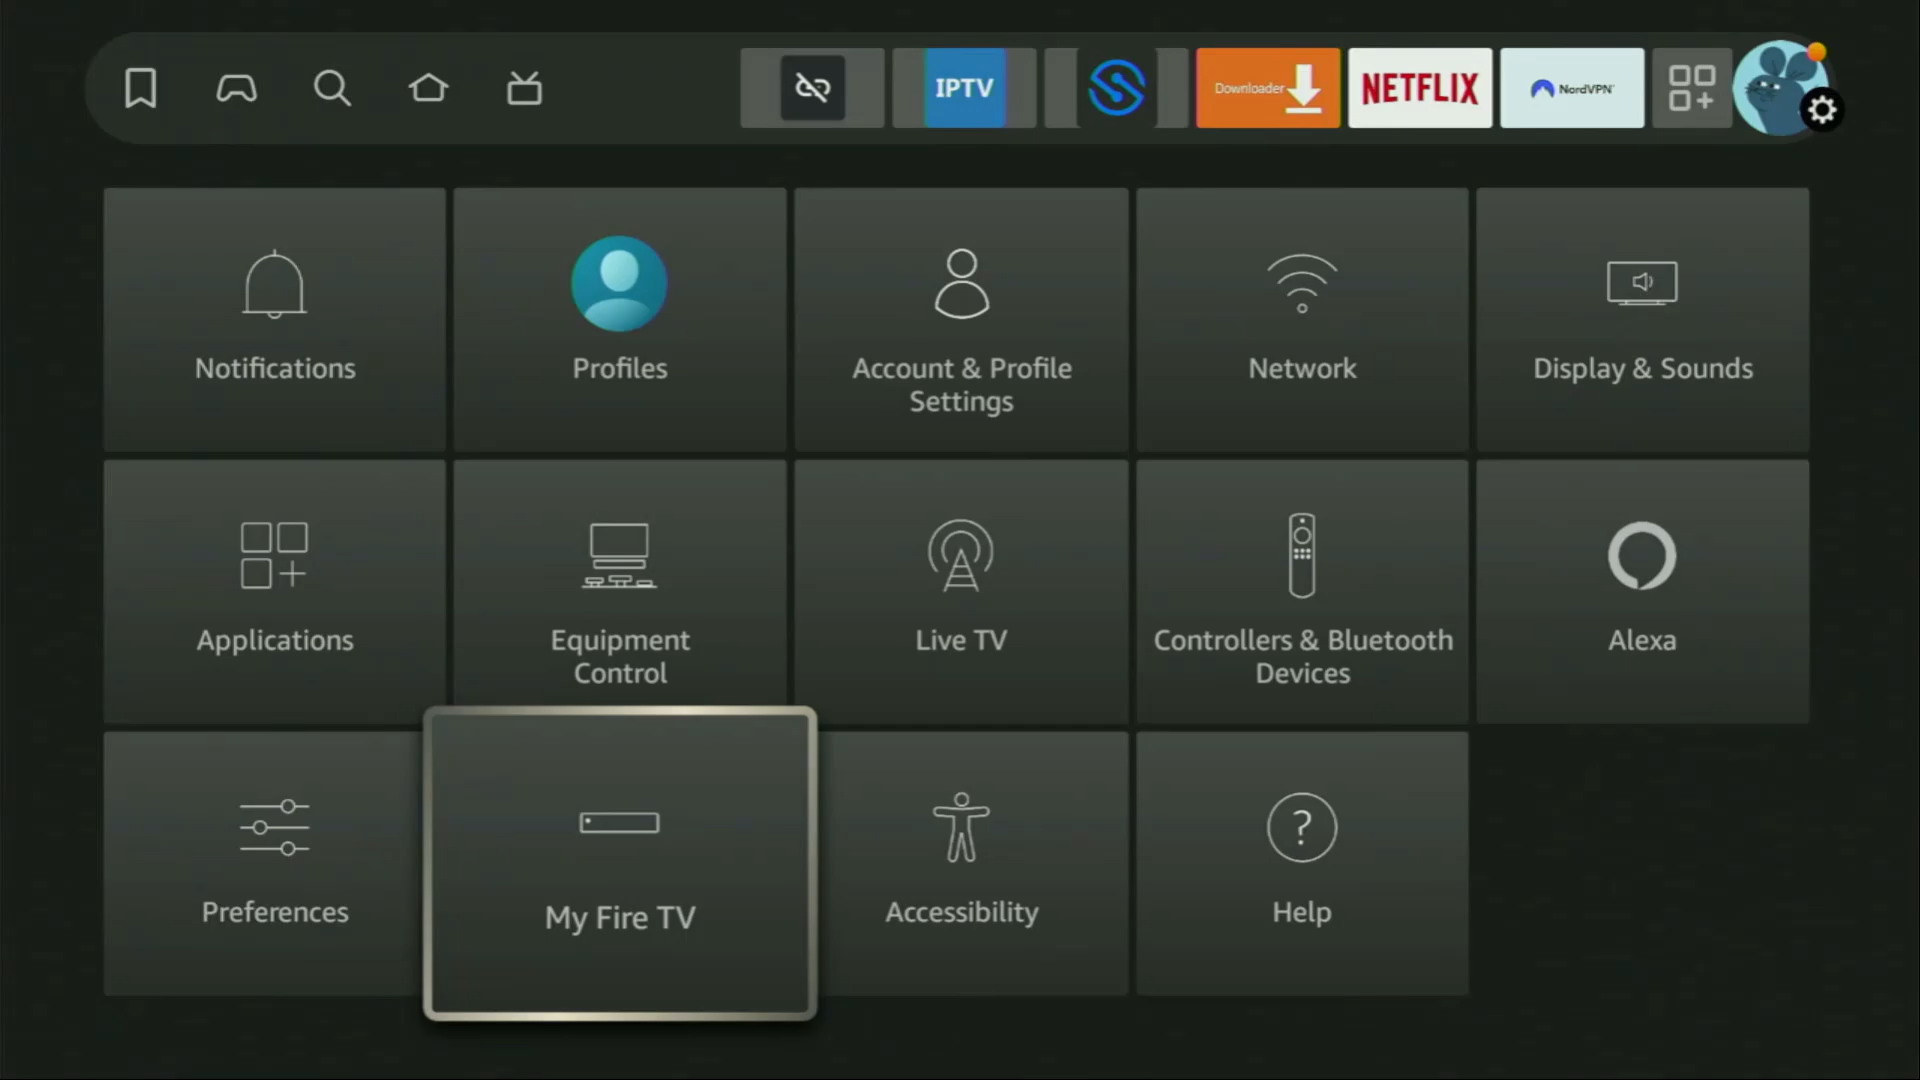 IPTV
Downloader
NETFLIX
NordVPN
Notifications
Profiles
Account & Profile
Settings
Network
Display & Sounds
Applications
Equipment
Control
Live TV
Controllers & Bluetooth
Devices
Alexa
Preferences
My Fire TV
Accessibility
?
Help